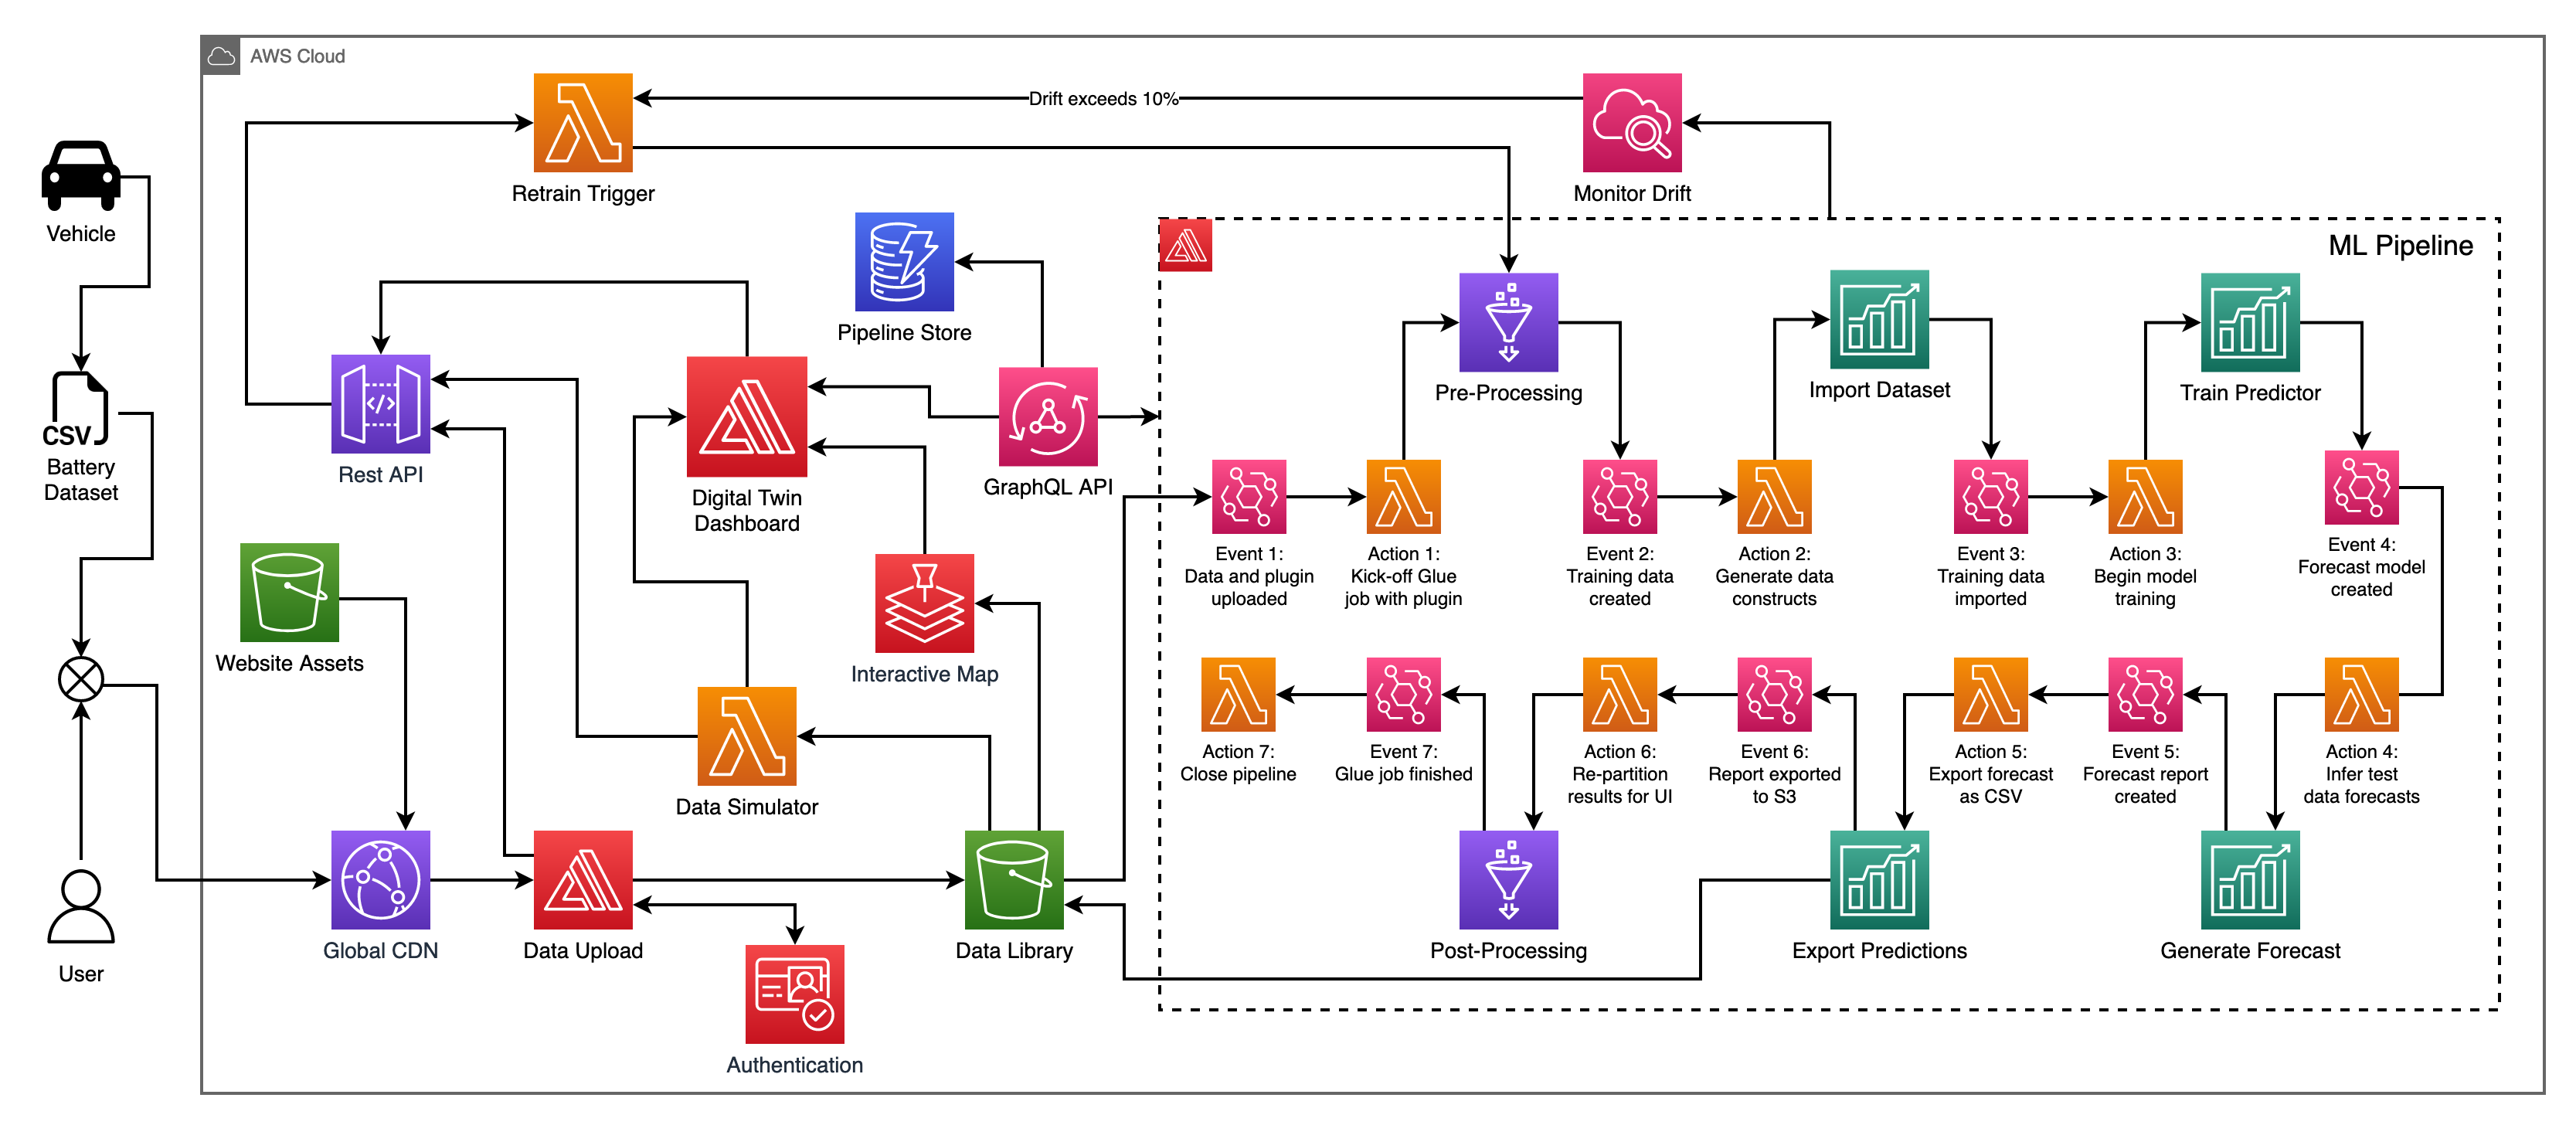 AWS Cloud
Drift exceeds 10%
Retrain Trigger
Monitor Drift
Vehicle
ML Pipeline
Pipeline Store
Pre-Processing
Import Dataset
Train Predictor
CSV
Battery
Dataset
Rest API
Digital Twin
Dashboard
GraphQL API
Event 1:
Data and plugin
uploaded
Action 1:
Kick-off Glue
job with plugin
Event 2:
Training data
created
Action 2:
Generate data
constructs
Event 3:
Training data
imported
Action 3:
Begin model
training
Event 4:
Forecast model
created
Website Assets
Interactive Map
Data Simulator
Action 7:
Close pipeline
Event 7:
Glue job finished
Action 6:
Re-partition
results for UI
Event 6:
Report exported
to S3
Action 5:
Export forecast
as CSV
Event 5:
Forecast report
created
Action 4:
Infer test
data forecasts
User
Global CDN
Data Upload
Data Library
Post-Processing
Export Predictions
Generate Forecast
Authentication